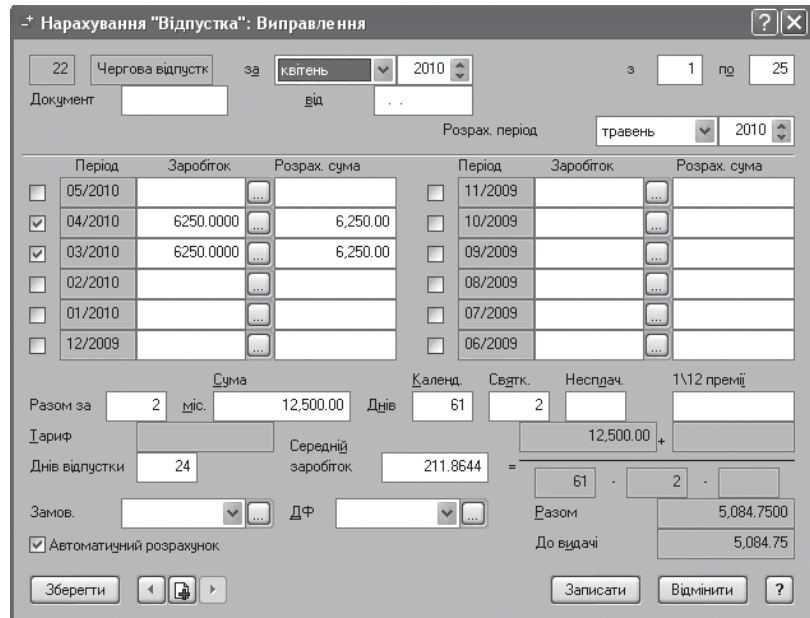 Нарахування "Відпустка": Виправлення
22 Чергова відпустк за квітень 2010 з 1 по 25
Документ від . .
Розрах. період травень 2010
Період Заробіток Розрах. сума Період Заробіток Розрах. сума
05/2010 ... 11/2009 ...
04/2010 6250.0000 ... 6,250.00 10/2009 ...
03/2010 6250.0000 ... 6,250.00 09/2009 ...
02/2010 ... 08/2009 ...
01/2010 ... 07/2009 ...
12/2009 ... 06/2009 ...
Сума Календ. Святк. Несплач. 1\12 премії
Разом за 2 міс. 12,500.00 Днів 61 2
Тариф Середній 12,500.00 +
Днів відпустки 24 заробіток 211.8644 =
61 - 2 -
Замов. ... ДФ ... Разом 5,084.7500
Автоматичний розрахунок До видачі 5,084.75
Зберегти Записати Відмінити ?